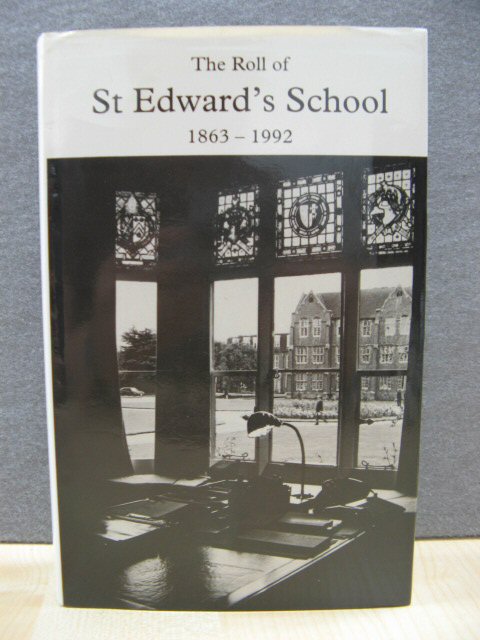 The Roll of
St Edward's School
1863 – 1992